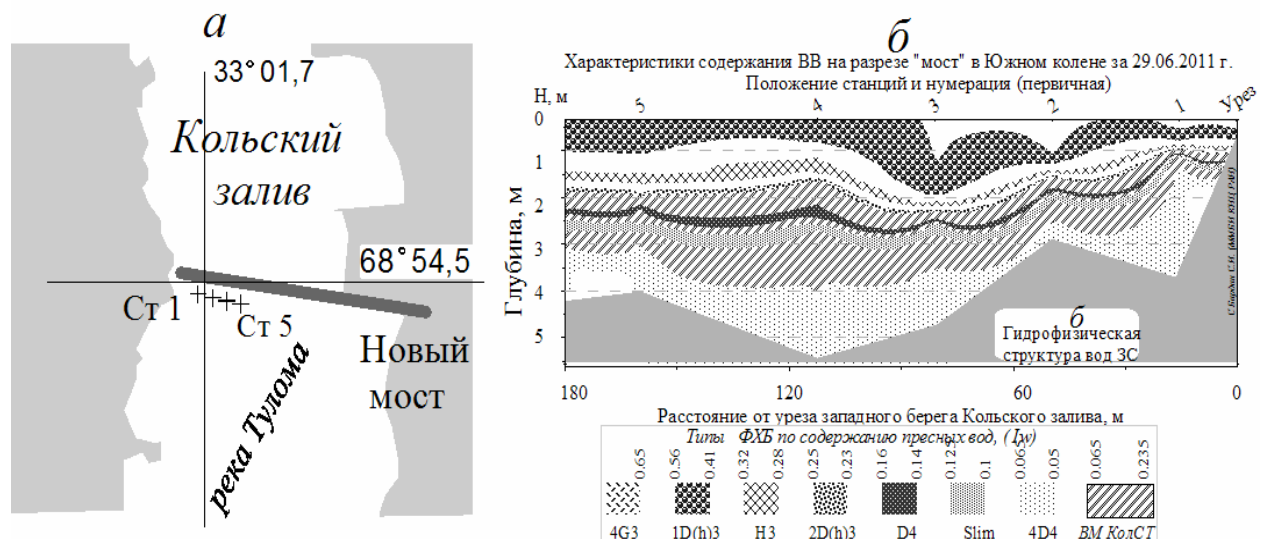 а
33°01,7
Кольский
залив
68°54,5
Ст 1
Ст 5
Новый
мост
река Тулома
б
Характеристики содержания ВВ на разрезе "мост" в Южном колене за 29.06.2011 г.
Положение станций и нумерация (первичная)
Н, м
5
4
3
2
1
Урез
0
1
2
3
4
5
Глубина, м
б
Гидрофизическая
структура вод ЗС
180
120
60
0
Расстояние от уреза западного берега Кольского залива, м
Типы ФХБ по содержанию пресных вод, (Iw)
0.65
0.56
0.41
0.32
0.28
0.25
0.23
0.16
0.14
0.125
0.1
0.065
0.05
0.065
0.235
4G3
1D(h)3
H3
2D(h)3
D4
Slim
4D4
ВМ КолСТ